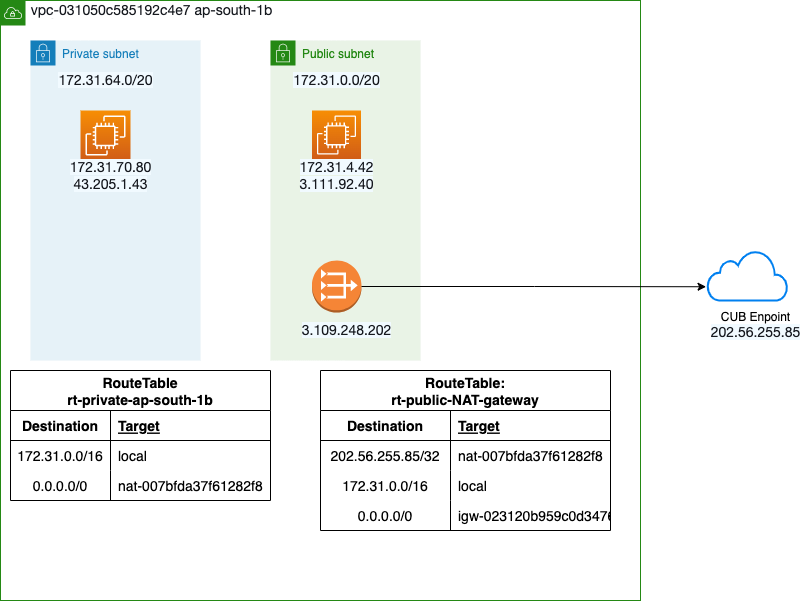 vpc-031050c585192c4e7 ap-south-1b
Private subnet
172.31.64.0/20
172.31.70.80
43.205.1.43
Public subnet
172.31.0.0/20
172.31.4.42
3.111.92.40
3.109.248.202
CUB Enpoint
202.56.255.85
RouteTable
rt-private-ap-south-1b
Destination Target
172.31.0.0/16 local
0.0.0.0/0 nat-007bfda37f61282f8
RouteTable:
rt-public-NAT-gateway
Destination Target
202.56.255.85/32 nat-007bfda37f61282f8
172.31.0.0/16 local
0.0.0.0/0 igw-023120b959c0d3476